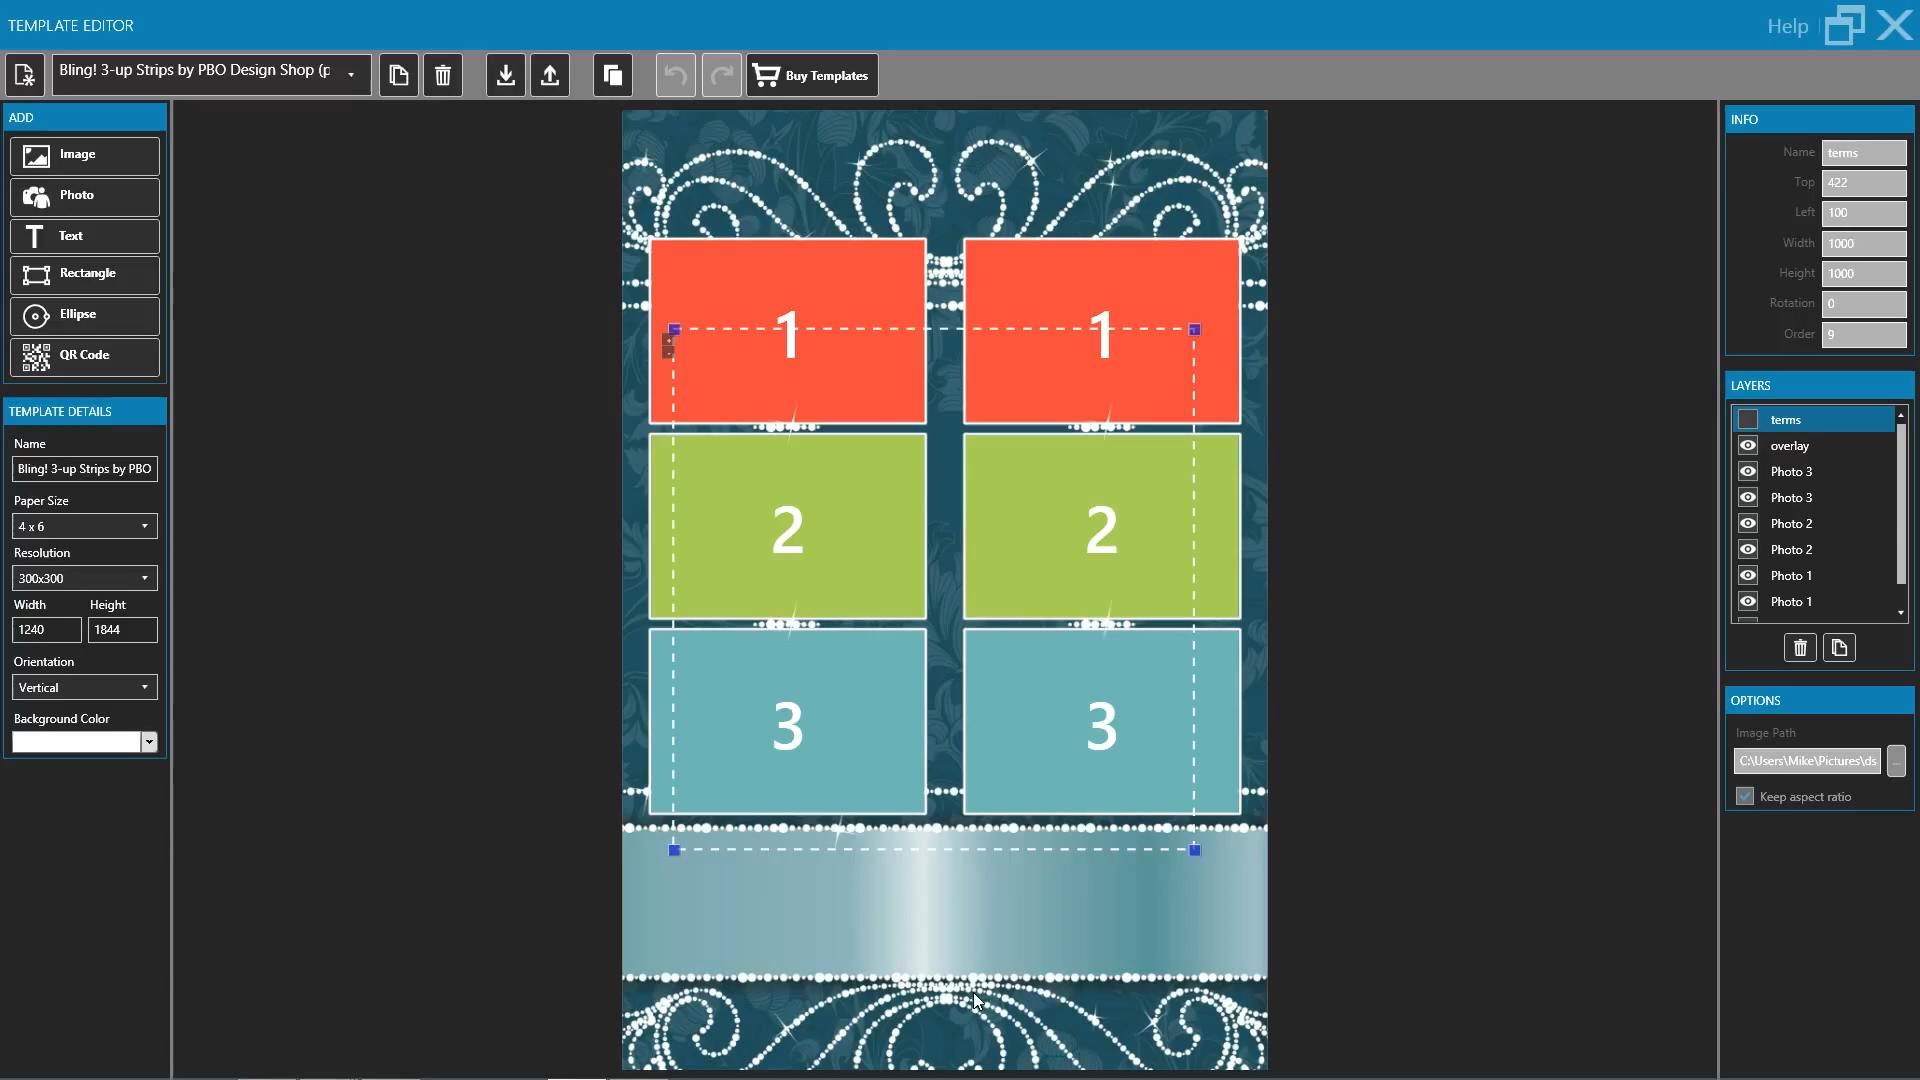 TEMPLATE EDITOR
Help
Bling! 3-up Strips by PBO Design Shop (p
Buy Templates
ADD
Image
Photo
Text
Rectangle
Ellipse
QR Code
TEMPLATE DETAILS
Name
Bling! 3-up Strips by PBO
Paper Size
4 x 6
Resolution
300x300
Width Height
1240 1844
Orientation
Vertical
Background Color
1 1
2 2
3 3
INFO
Name terms
Top 422
Left 100
Width 1000
Height 1000
Rotation 0
Order 9
LAYERS
terms
overlay
Photo 3
Photo 3
Photo 2
Photo 2
Photo 1
Photo 1
OPTIONS
Image Path
C:\Users\Mike\Pictures\ds ...
Keep aspect ratio